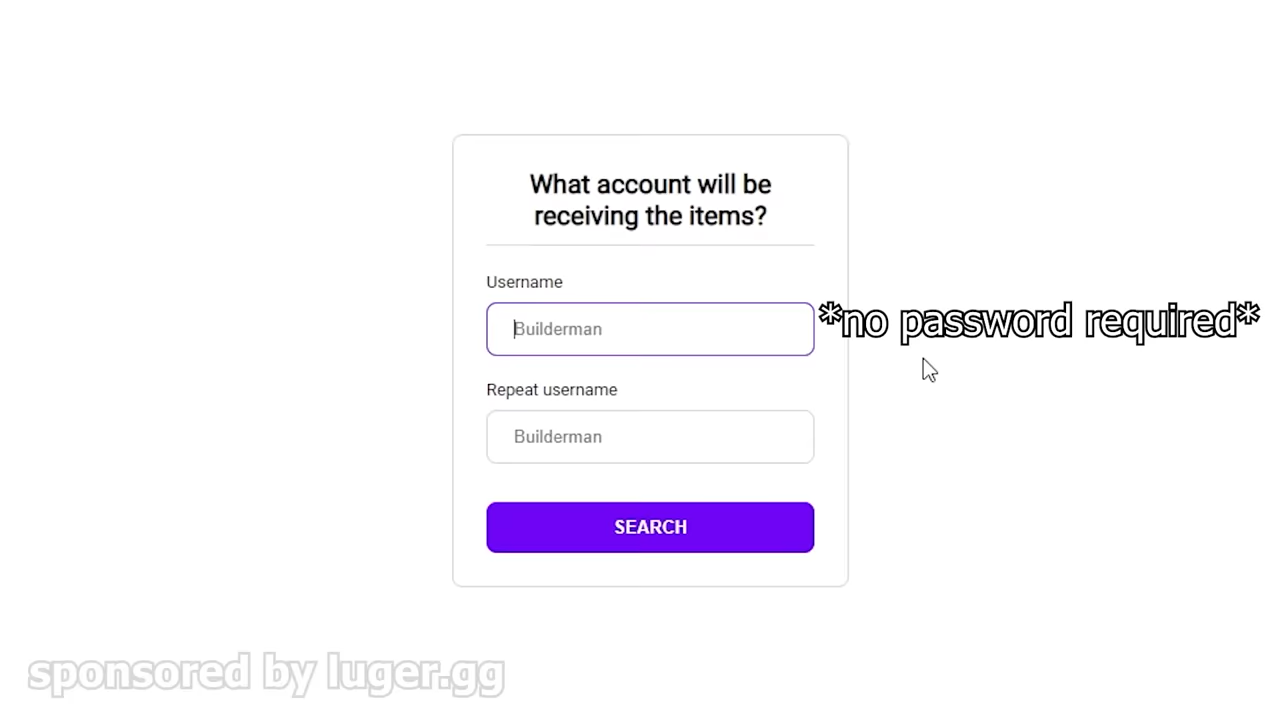 What account will be
receiving the items?
Username
Builderman
*no password required*
Repeat username
Builderman
SEARCH
sponsored by luger.gg